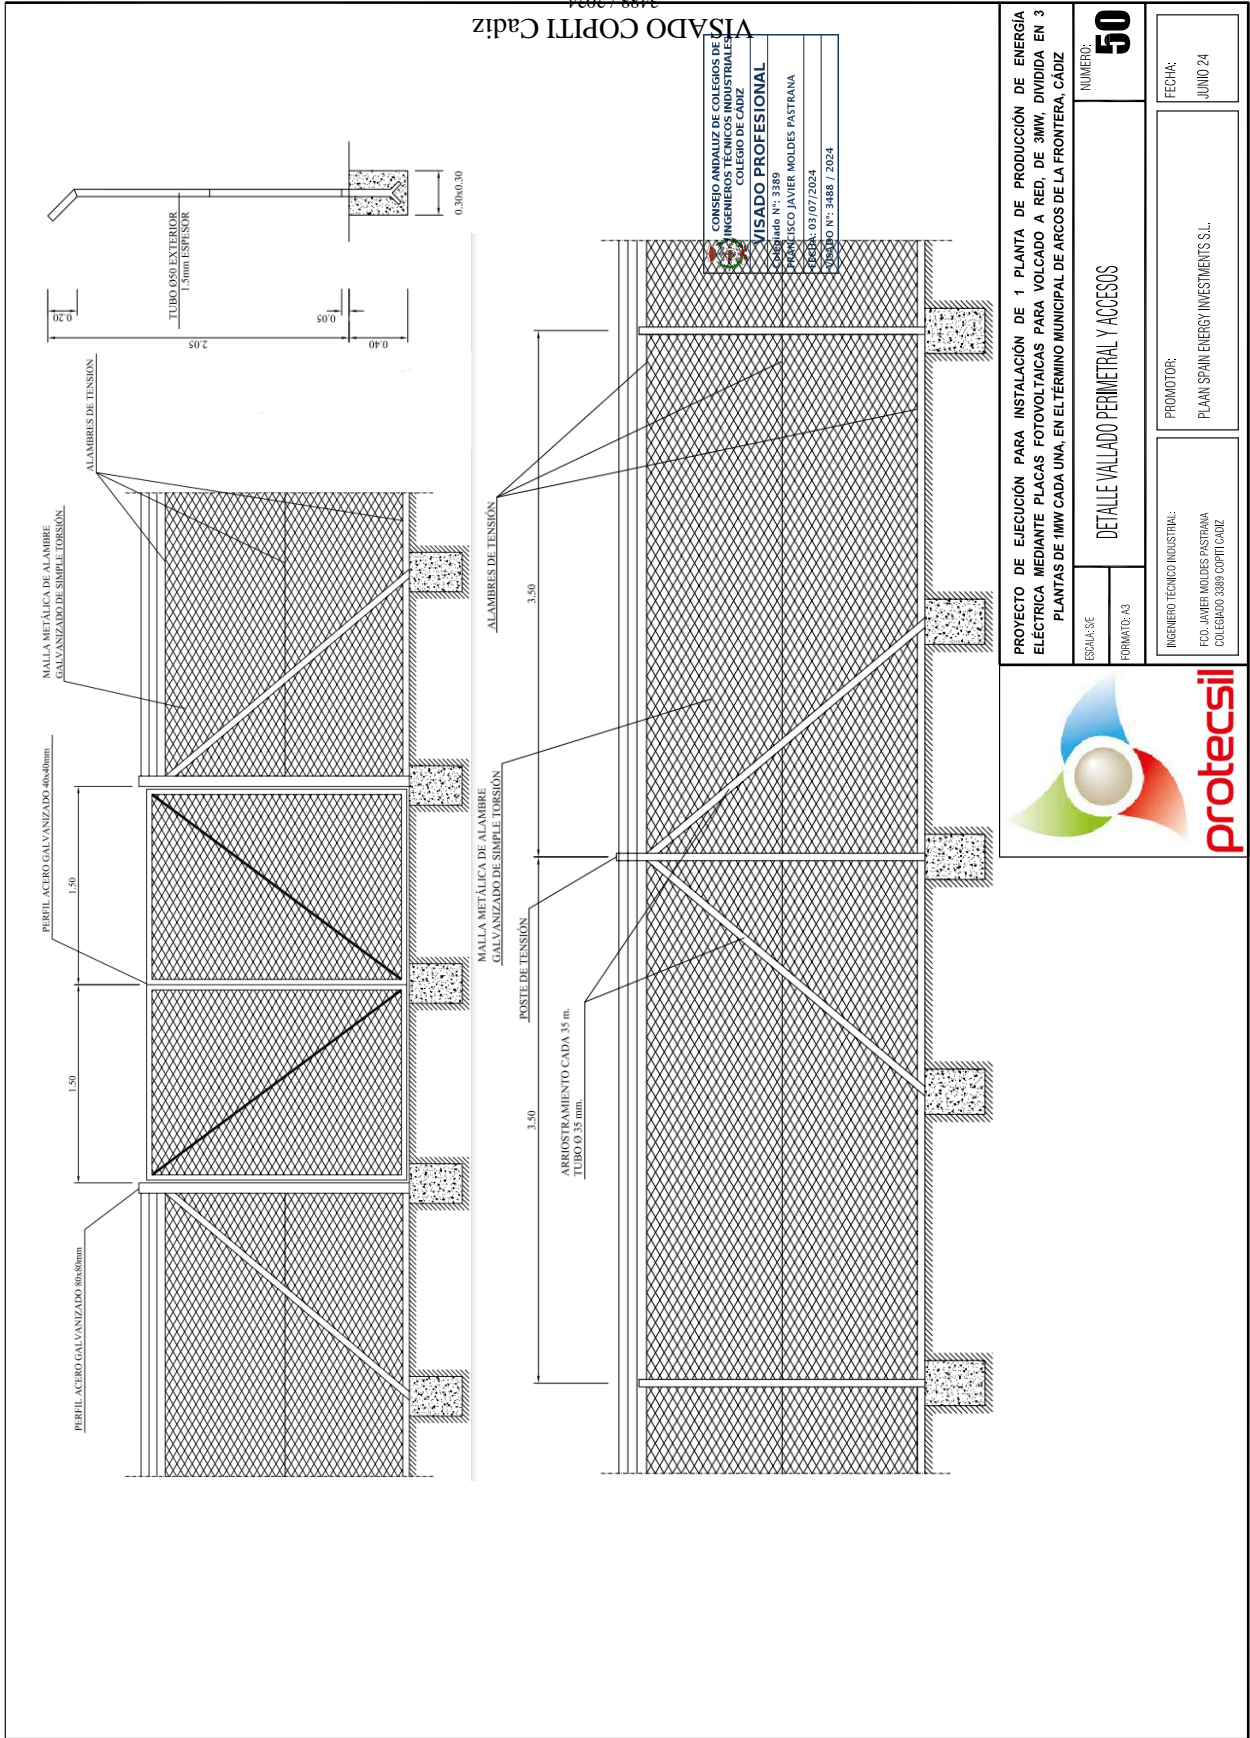 VISADO COPITI Cadiz
3488 / 2024
CONSEJO ANDALUZ DE COLEGIOS DE
INGENIEROS TÉCNICOS INDUSTRIALES
COLEGIO DE CÁDIZ
VISADO PROFESIONAL
Colegiado Nº: 3389
FRANCISCO JAVIER MOLDES PASTRANA
FECHA: 03/07/2024
VISADO Nº: 3488 / 2024
PERFIL ACERO GALVANIZADO 80x80mm
1.50
1.50
PERFIL ACERO GALVANIZADO 40x40mm
MALLA METÁLICA DE ALAMBRE
GALVANIZADO DE SIMPLE TORSIÓN
ALAMBRES DE TENSION
0.20
2.05
0.05
0.40
TUBO Ø50 EXTERIOR
1.5mm ESPESOR
0.30x0.30
MALLA METÁLICA DE ALAMBRE
GALVANIZADO DE SIMPLE TORSIÓN
ALAMBRES DE TENSIÓN
POSTE DE TENSIÓN
3.50
3.50
ARRIOSTRAMIENTO CADA 35 m.
TUBO Ø 35 mm.
protecsil
PROYECTO DE EJECUCIÓN PARA INSTALACIÓN DE 1 PLANTA DE PRODUCCIÓN DE ENERGÍA
ELÉCTRICA MEDIANTE PLACAS FOTOVOLTAICAS PARA VOLCADO A RED, DE 3MW, DIVIDIDA EN 3
PLANTAS DE 1MW CADA UNA, EN EL TÉRMINO MUNICIPAL DE ARCOS DE LA FRONTERA, CÁDIZ
ESCALA: S/E
FORMATO: A3
DETALLE VALLADO PERIMETRAL Y ACCESOS
NUMERO:
50
INGENIERO TÉCNICO INDUSTRIAL:
FCO. JAVIER MOLDES PASTRANA
COLEGIADO 3389 COPITI CADIZ
PROMOTOR:
PLAAN SPAIN ENERGY INVESTMENTS S.L.
FECHA:
JUNIO 24